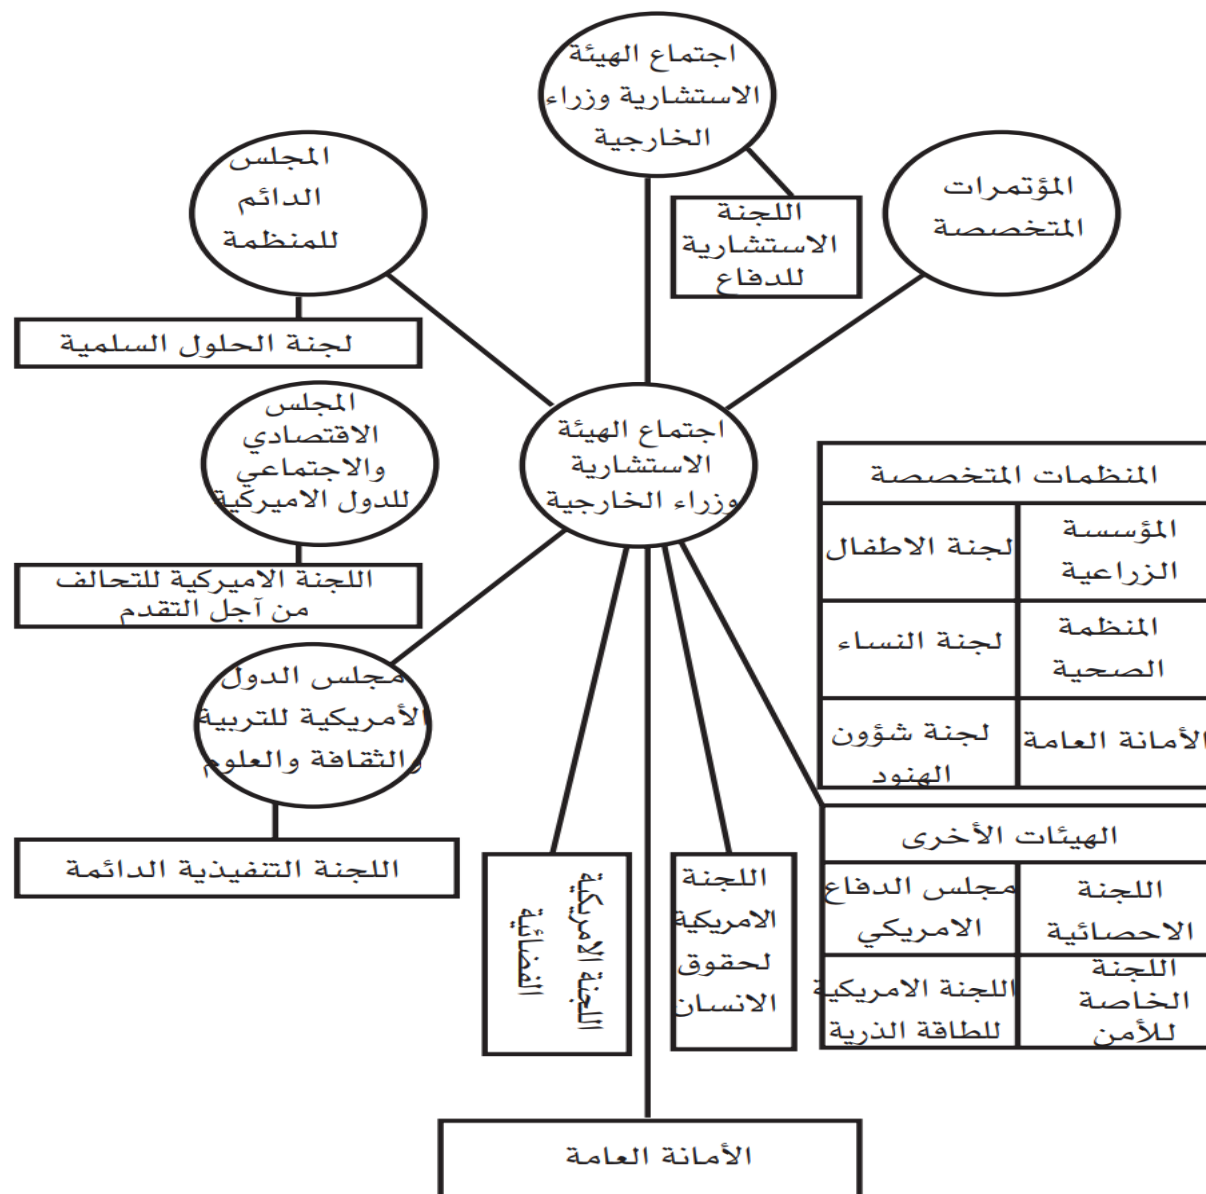 اجتماع الهيئة
الاستشارية وزراء
الخارجية
المجلس
الدائم
للمنظمة
المؤتمرات
المتخصصة
اللجنة
الاستشارية
للدفاع
لجنة الحلول السلمية
المجلس
الاقتصادي
والاجتماعي
للدول الاميركية
اجتماع الهيئة
الاستشارية
وزراء الخارجية
المنظمات المتخصصة
المؤسسة
الزراعية
لجنة الاطفال
المنظمة
الصحية
لجنة النساء
الأمانة العامة
لجنة شؤون
الهنود
اللجنة الاميركية للتحالف
من آجل التقدم
مجلس الدول
الأمريكية للتربية
والثقافة والعلوم
اللجنة التنفيذية الدائمة
الهيئات الأخرى
اللجنة
الاحصائية
مجلس الدفاع
الامريكي
اللجنة
الخاصة
للأمن
اللجنة الامريكية
للطاقة الذرية
اللجنة
الامريكية
لحقوق
الانسان
اللجنة الامريكية
الفضائية
الأمانة العامة